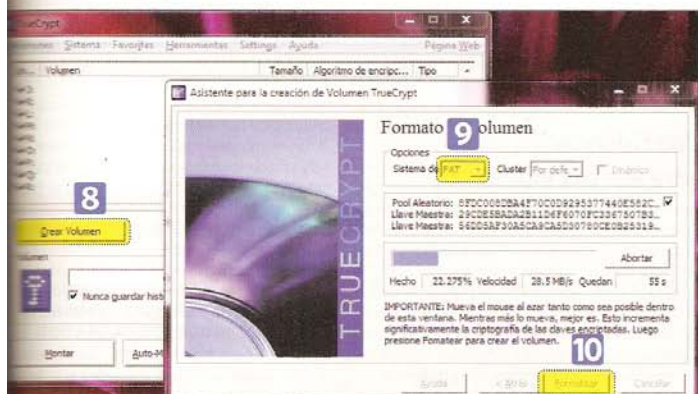 TrueCrypt
Sistema Favoritos Herramientas Settings Ayuda Página Web
Volumen Tamaño Algoritmo de encripc... Tipo
8
Crear Volumen
Nunca guardar hist
Montar Auto-M
Asistente para la creación de Volumen TrueCrypt
TRUECRYPT
Formato 9 olumen
Opciones
Sistema de FAT Cluster Por defe Dinámico
Pool Aleatorio:
Llave Maestra:
Llave Maestra:
Abortar
Hecho 22.275% Velocidad 28.5 MB/s Quedan 55 s
IMPORTANTE: Mueva el mouse al azar tanto como sea posible dentro
de esta ventana. Mientras más lo mueva, mejor es. Esto incrementa
significativamente la criptografía de las claves encriptadas. Luego
presione Fomatear para crear el volumen.
10
Ayuda < Atrás Formatear Cancelar